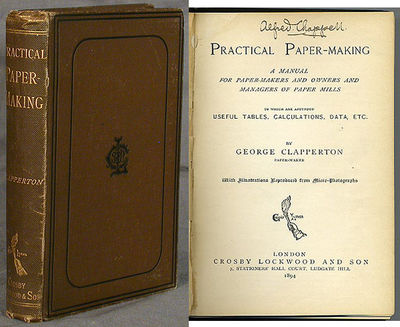 PRACTICAL
PAPER-
MAKING
CLAPPERTON
CROSBY
LOCKWOOD & SON
Alfred Chappell
PRACTICAL PAPER-MAKING
A MANUAL
FOR PAPER-MAKERS AND OWNERS AND
MANAGERS OF PAPER MILLS
TO WHICH ARE APPENDED
USEFUL TABLES, CALCULATIONS, DATA, ETC.
BY
GEORGE CLAPPERTON
PAPER-MAKER
With Illustrations Reproduced from Micro-Photographs
LONDON
CROSBY LOCKWOOD AND SON
7, STATIONERS' HALL COURT, LUDGATE HILL
1894